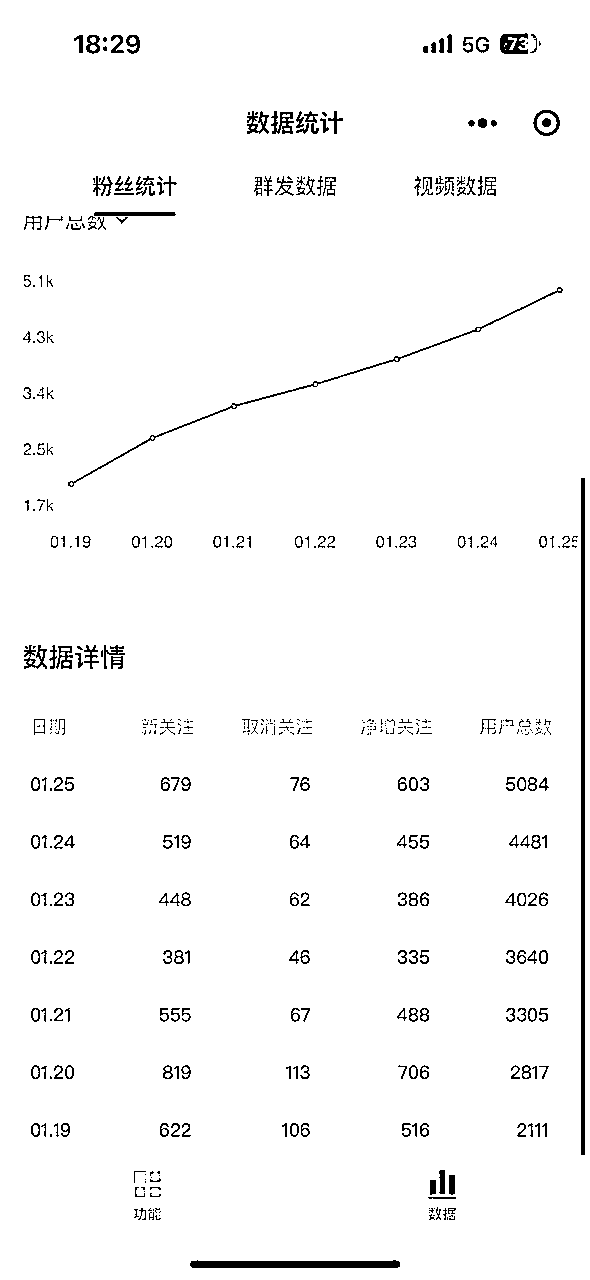 18:29 5G 73
数据统计
粉丝统计 群发数据 视频数据
用户总数
5.1k
4.3k
3.4k
2.5k
1.7k
01.19 01.20 01.21 01.22 01.23 01.24 01.25
数据详情
日期 新关注 取消关注 净增关注 用户总数
01.25 679 76 603 5084
01.24 519 64 455 4481
01.23 448 62 386 4026
01.22 381 46 335 3640
01.21 555 67 488 3305
01.20 819 113 706 2817
01.19 622 106 516 2111
功能 数据